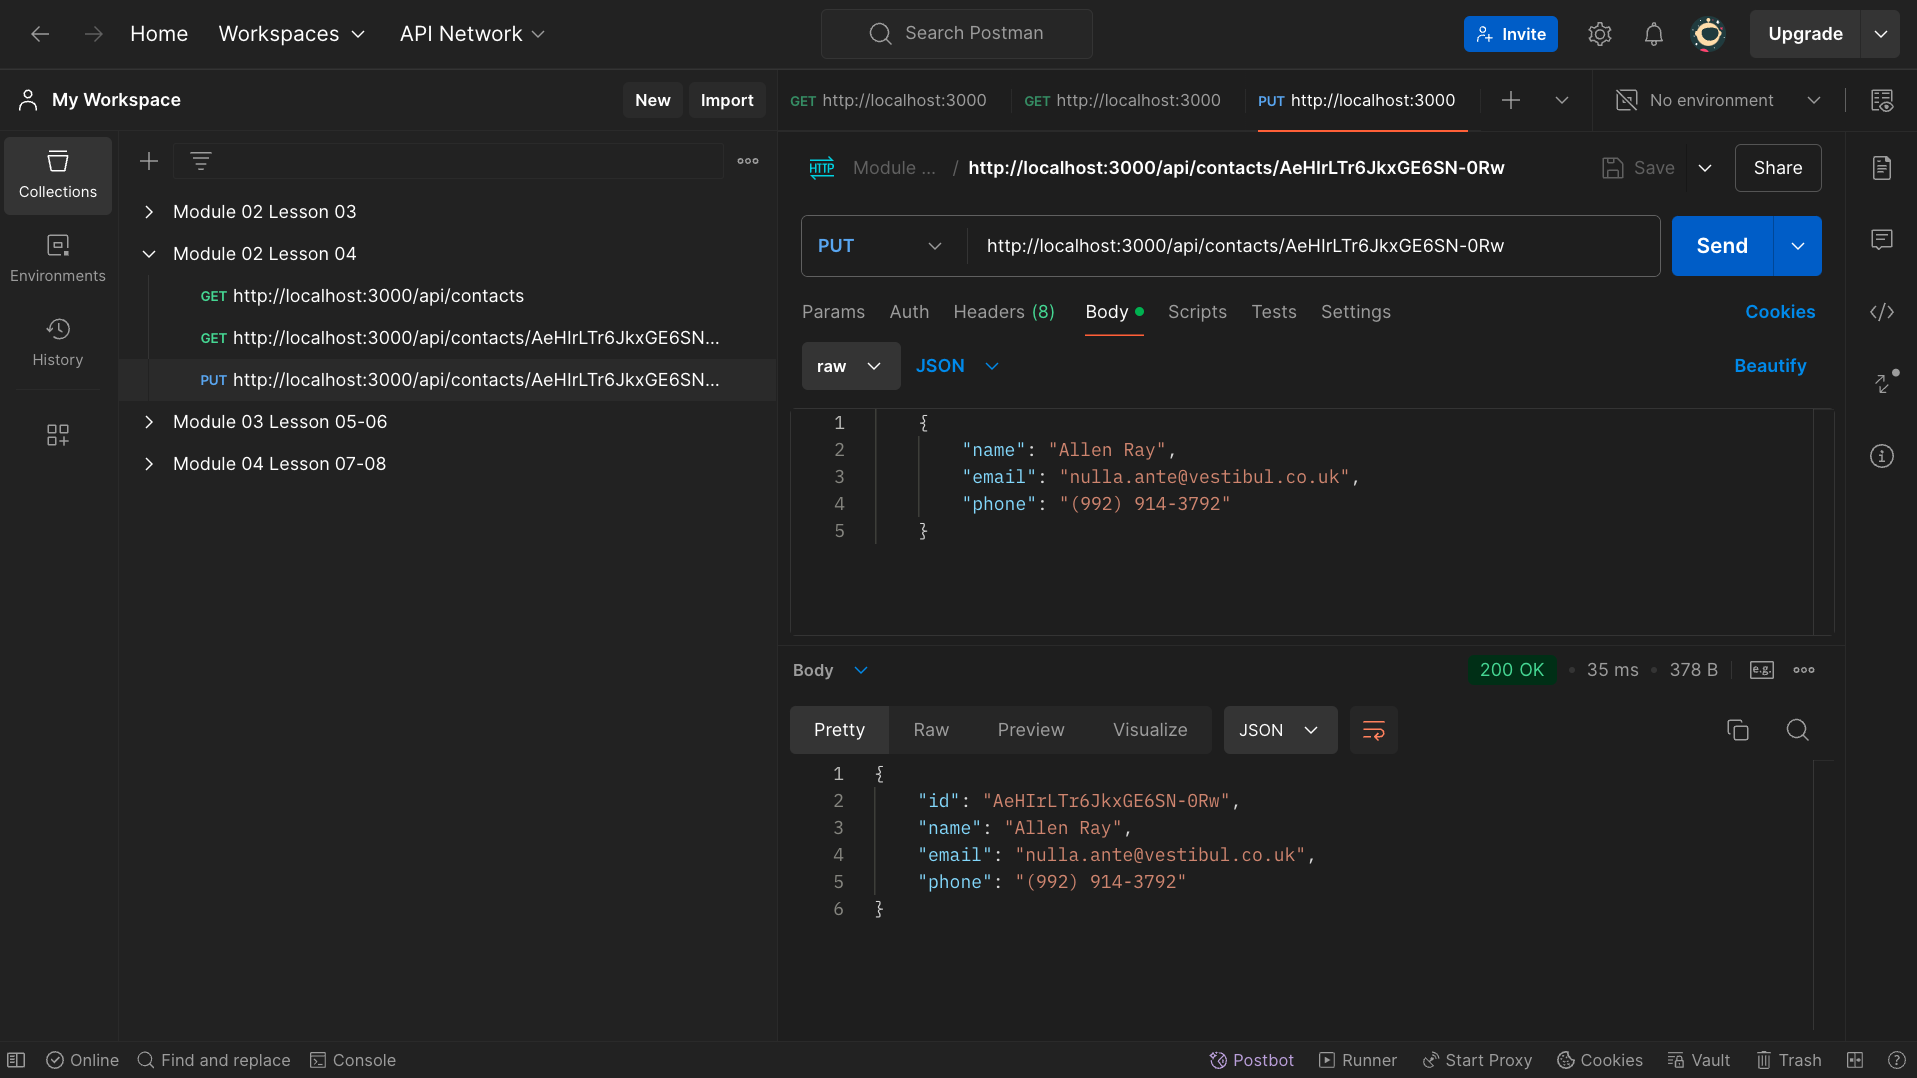 Home Workspaces API Network Search Postman Invite Upgrade
My Workspace New Import
GET http://localhost:3000 GET http://localhost:3000 PUT http://localhost:3000 No environment
Collections
Environments
History
Module 02 Lesson 03
Module 02 Lesson 04
GET http://localhost:3000/api/contacts
GET http://localhost:3000/api/contacts/AeHIrLTr6JkxGE6SN...
PUT http://localhost:3000/api/contacts/AeHIrLTr6JkxGE6SN...
Module 03 Lesson 05-06
Module 04 Lesson 07-08
HTTP Module ... / http://localhost:3000/api/contacts/AeHIrLTr6JkxGE6SN-0Rw Save Share
PUT http://localhost:3000/api/contacts/AeHIrLTr6JkxGE6SN-0Rw Send
Params Auth Headers (8) Body Scripts Tests Settings Cookies
raw JSON Beautify
1 {
2 "name": "Allen Ray",
3 "email": "nulla.ante@vestibul.co.uk",
4 "phone": "(992) 914-3792"
5 }
Body 200 OK • 35 ms • 378 B e.g.
Pretty Raw Preview Visualize JSON
1 {
2 "id": "AeHIrLTr6JkxGE6SN-0Rw",
3 "name": "Allen Ray",
4 "email": "nulla.ante@vestibul.co.uk",
5 "phone": "(992) 914-3792"
6 }
Online Find and replace Console Postbot Runner Start Proxy Cookies Vault Trash